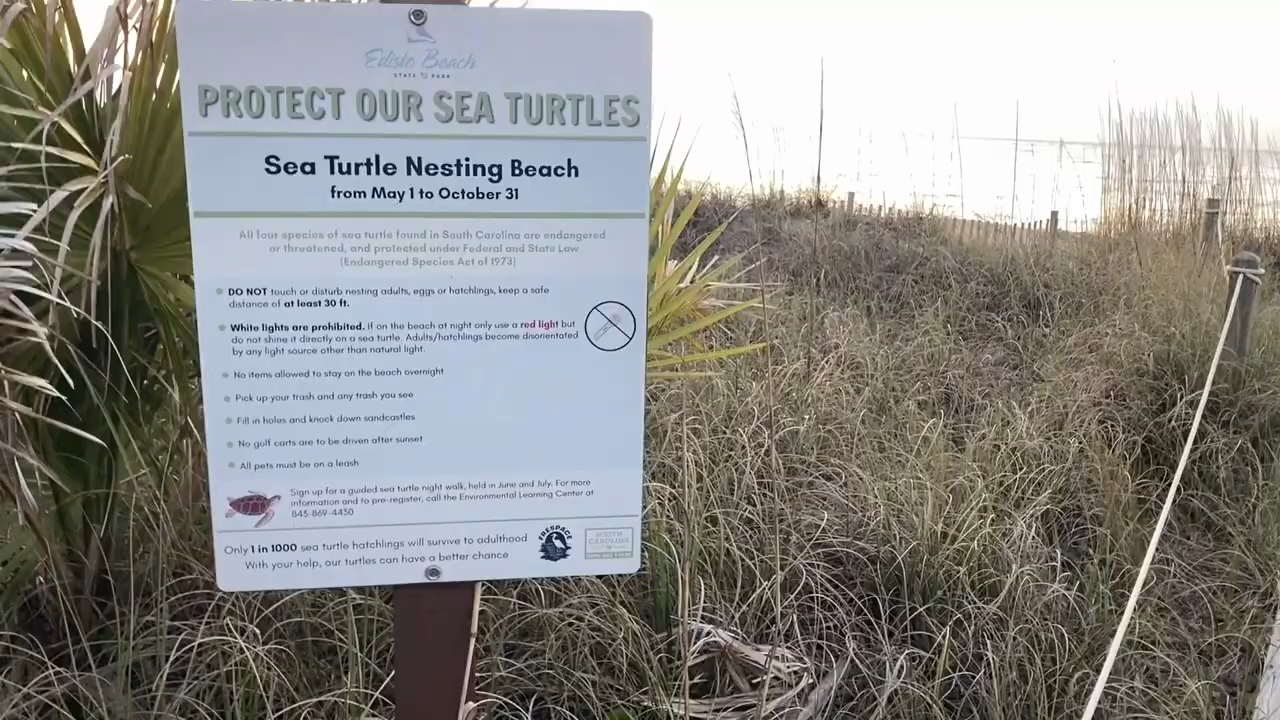 Edisto Beach
STATE PARK
PROTECT OUR SEA TURTLES
Sea Turtle Nesting Beach
from May 1 to October 31
All four species of sea turtle found in South Carolina are endangered
or threatened, and protected under Federal and State Law
(Endangered Species Act of 1973)
DO NOT touch or disturb nesting adults, eggs or hatchlings, keep a safe
distance of at least 30 ft.
White lights are prohibited. If on the beach at night only use a red light but
do not shine it directly on a sea turtle. Adults/hatchlings become disorientated
by any light source other than natural light.
No items allowed to stay on the beach overnight
Pick up your trash and any trash you see
Fill in holes and knock down sandcastles
No golf carts are to be driven after sunset
All pets must be on a leash
Sign up for a guided sea turtle night walk, held in June and July. For more
information and to pre-register, call the Environmental Learning Center at
843-869-4430
Only 1 in 1000 sea turtle hatchlings will survive to adulthood
With your help, our turtles can have a better chance
FRESPACE
SOUTH
CAROLINA